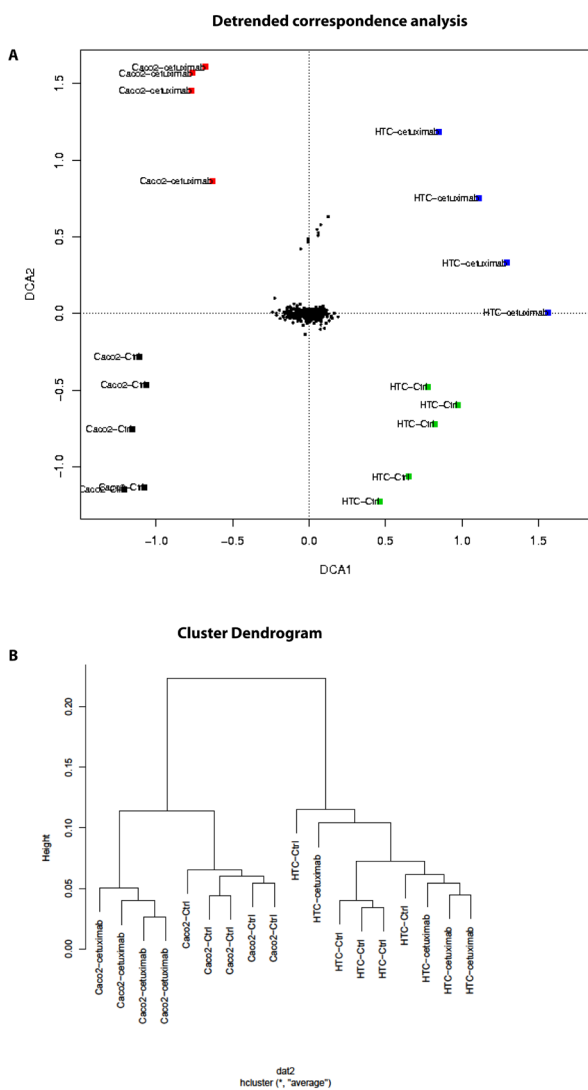 Detrended correspondence analysis
A
Caco2-cetuximab
Caco2-cetuximab
Caco2-cetuximab
HTC-cetuximab
Caco2-cetuximab
HTC-cetuximab
HTC-cetuximab
HTC-cetuximab
Caco2-Ctrl
Caco2-Ctrl
HTC-Ctrl
HTC-Ctrl
HTC-Ctrl
Caco2-Ctrl
HTC-Ctrl
Caco2-Ctrl
Caco2-Ctrl
HTC-Ctrl
1.5
1.0
0.5
0.0
-0.5
-1.0
DCA2
-1.0 -0.5 0.0 0.5 1.0 1.5
DCA1
Cluster Dendrogram
B
0.20
0.15
0.10
0.05
0.00
Height
Caco2-cetuximab
Caco2-cetuximab
Caco2-cetuximab
Caco2-cetuximab
Caco2-Ctrl
Caco2-Ctrl
Caco2-Ctrl
Caco2-Ctrl
Caco2-Ctrl
HTC-Ctrl
HTC-cetuximab
HTC-Ctrl
HTC-Ctrl
HTC-Ctrl
HTC-Ctrl
HTC-cetuximab
HTC-cetuximab
HTC-cetuximab
dat2
hcluster (*, "average")